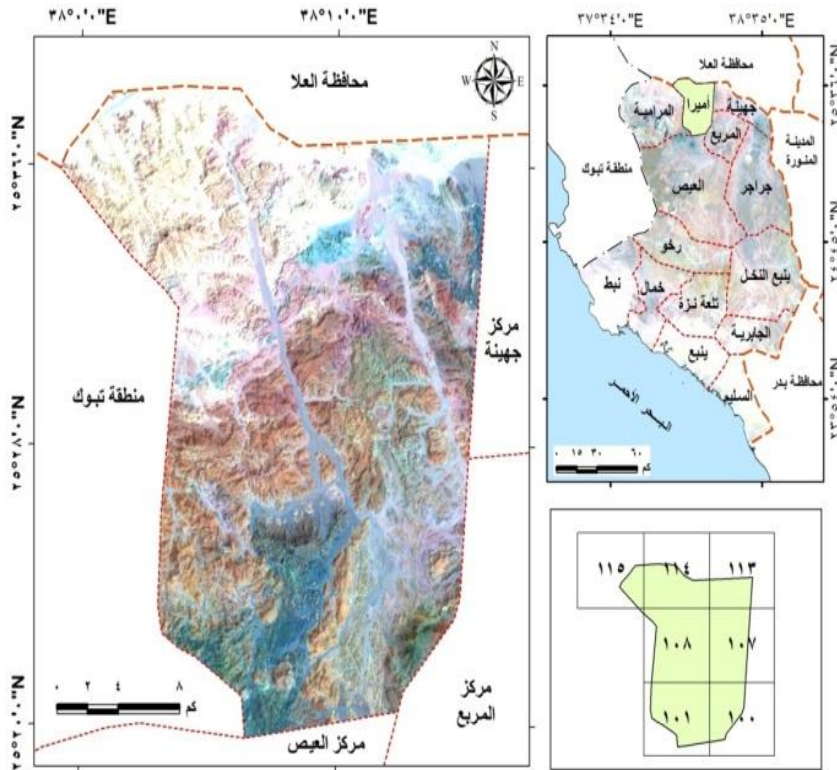 ٣٨°٠'٠"E
٣٨°١٠'٠"E
محافظة العلا
N
W E
S
مركز
جهينة
منطقة تبوك
مركز
المربع
مركز العيص
٠ ٢ ٤ ٨
كم
٣٧°٣٤'٠"E
٣٨°٣٥'٠"E
محافظة العلا
أميرا
المرامية
جهينة
المربع
المدينة
المنورة
منطقة تبوك
العيص
جراجر
رخو
نبط
خمال
تلعة نزة
ينبع النخل
الجابرية
ينبع
السليم
محافظة بدر
البحر الأحمر
٠ ١٥ ٣٠ ٦٠
كم
١١٥ ١١٤ ١١٣
١٠٨ ١٠٧
١٠١ ١٠٠